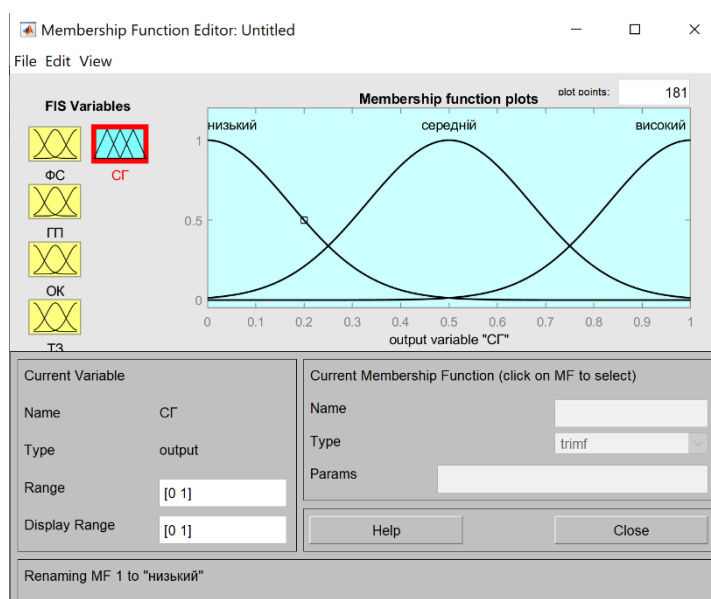 Membership Function Editor: Untitled
File Edit View
FIS Variables
ФС
СГ
ГП
ОК
ТЗ
Membership function plots
plot points:
181
низький
середній
високий
1
0.5
0
0 0.1 0.2 0.3 0.4 0.5 0.6 0.7 0.8 0.9 1
output variable "СГ"
Current Variable
Name СГ
Type output
Range [0 1]
Display Range [0 1]
Current Membership Function (click on MF to select)
Name
Type trimf
Params
Help Close
Renaming MF 1 to "низький"